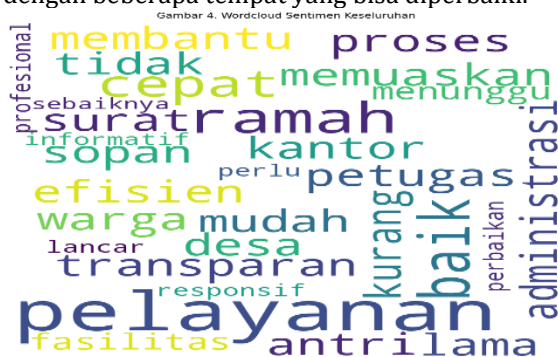 dengan beberapa tempat yang bisa diperbaiki.
Gambar 4. Wordcloud Sentimen Keseluruhan
profesional
membantu proses
tidak
cepat memuaskan
menunggu
sebaiknya
surat ramah
informatif
sopan kantor
perlu petugas
administrasi
efisien
kurang
baik
perbaikan
warga mudah
lancar desa
transparan
responsif
pelayanan
fasilitas
antri lama